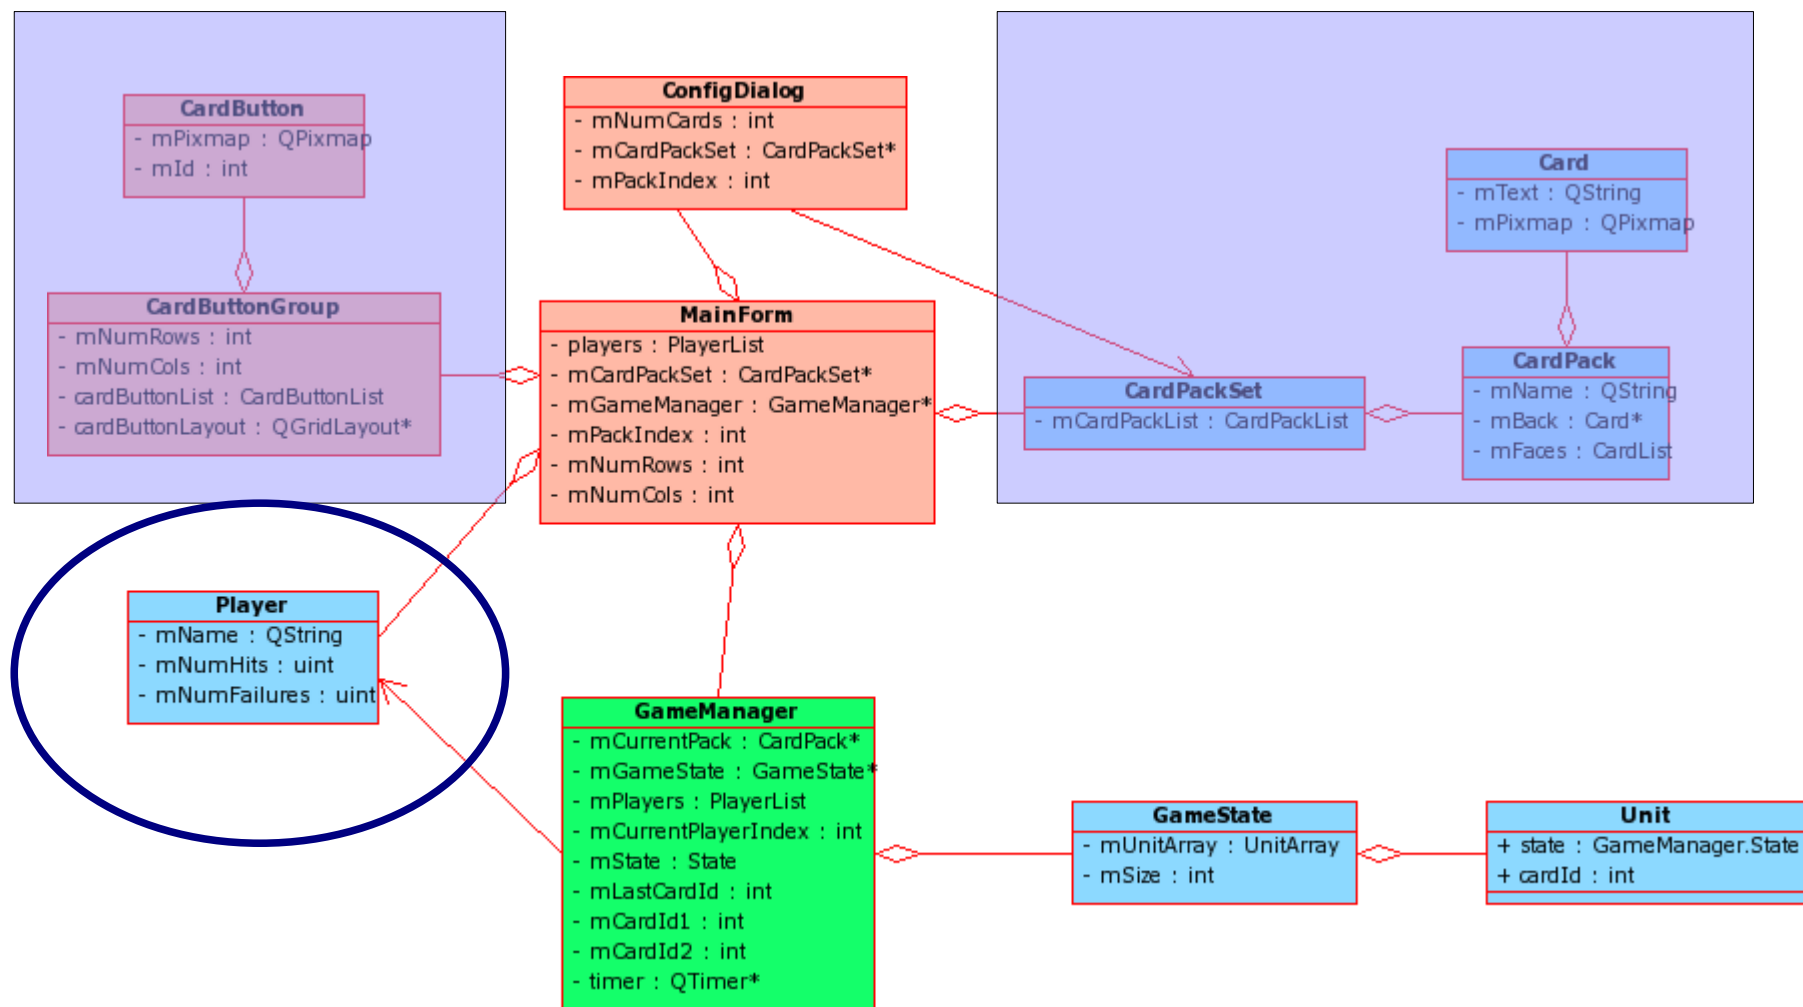 CardButton
- mPixmap : QPixmap
- mId : int
CardButtonGroup
- mNumRows : int
- mNumCols : int
- cardButtonList : CardButtonList
- cardButtonLayout : QGridLayout*
ConfigDialog
- mNumCards : int
- mCardPackSet : CardPackSet*
- mPackIndex : int
MainForm
- players : PlayerList
- mCardPackSet : CardPackSet*
- mGameManager : GameManager*
- mPackIndex : int
- mNumRows : int
- mNumCols : int
Card
- mText : QString
- mPixmap : QPixmap
CardPackSet
- mCardPackList : CardPackList
CardPack
- mName : QString
- mBack : Card*
- mFaces : CardList
Player
- mName : QString
- mNumHits : uint
- mNumFailures : uint
GameManager
- mCurrentPack : CardPack*
- mGameState : GameState*
- mPlayers : PlayerList
- mCurrentPlayerIndex : int
- mState : State
- mLastCardId : int
- mCardId1 : int
- mCardId2 : int
- timer : QTimer*
GameState
- mUnitArray : UnitArray
- mSize : int
Unit
+ state : GameManager.State
+ cardId : int